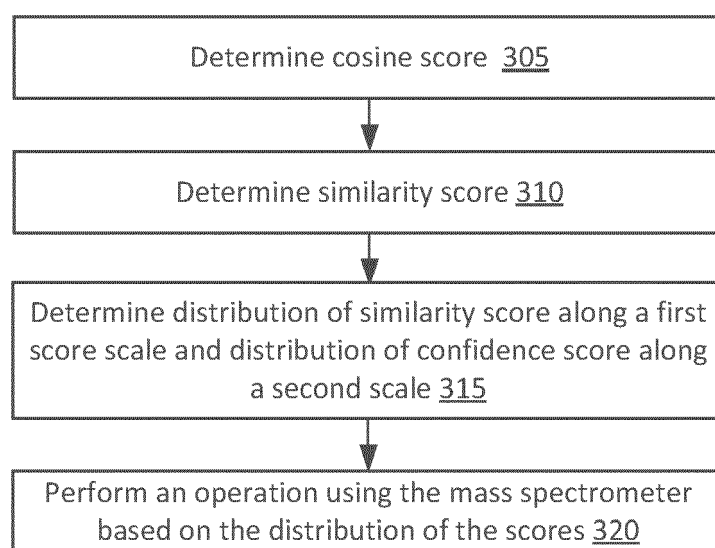 Determine cosine score 305
Determine similarity score 310
Determine distribution of similarity score along a first
score scale and distribution of confidence score along
a second scale 315
Perform an operation using the mass spectrometer
based on the distribution of the scores 320